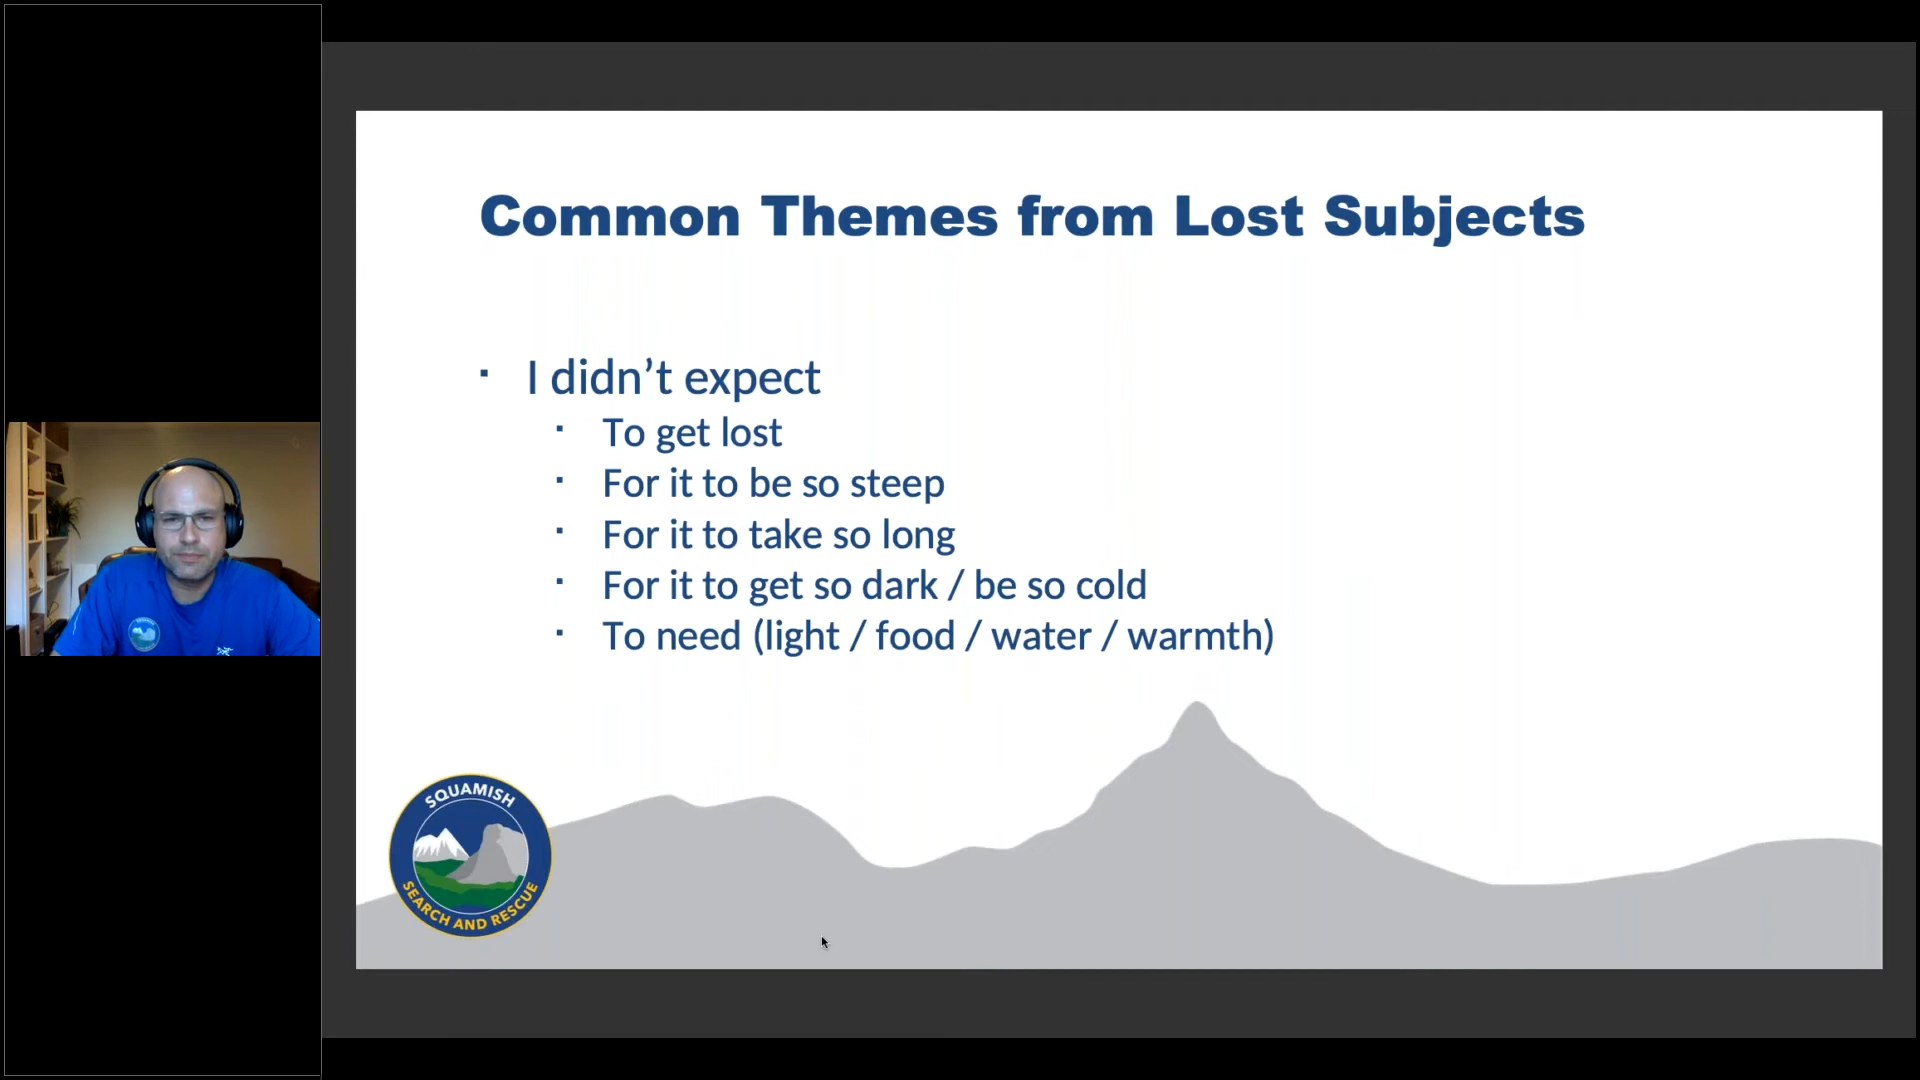 Common Themes from Lost Subjects
▪ I didn’t expect
▪ To get lost
▪ For it to be so steep
▪ For it to take so long
▪ For it to get so dark / be so cold
▪ To need (light / food / water / warmth)
SQUAMISH
SEARCH AND RESCUE